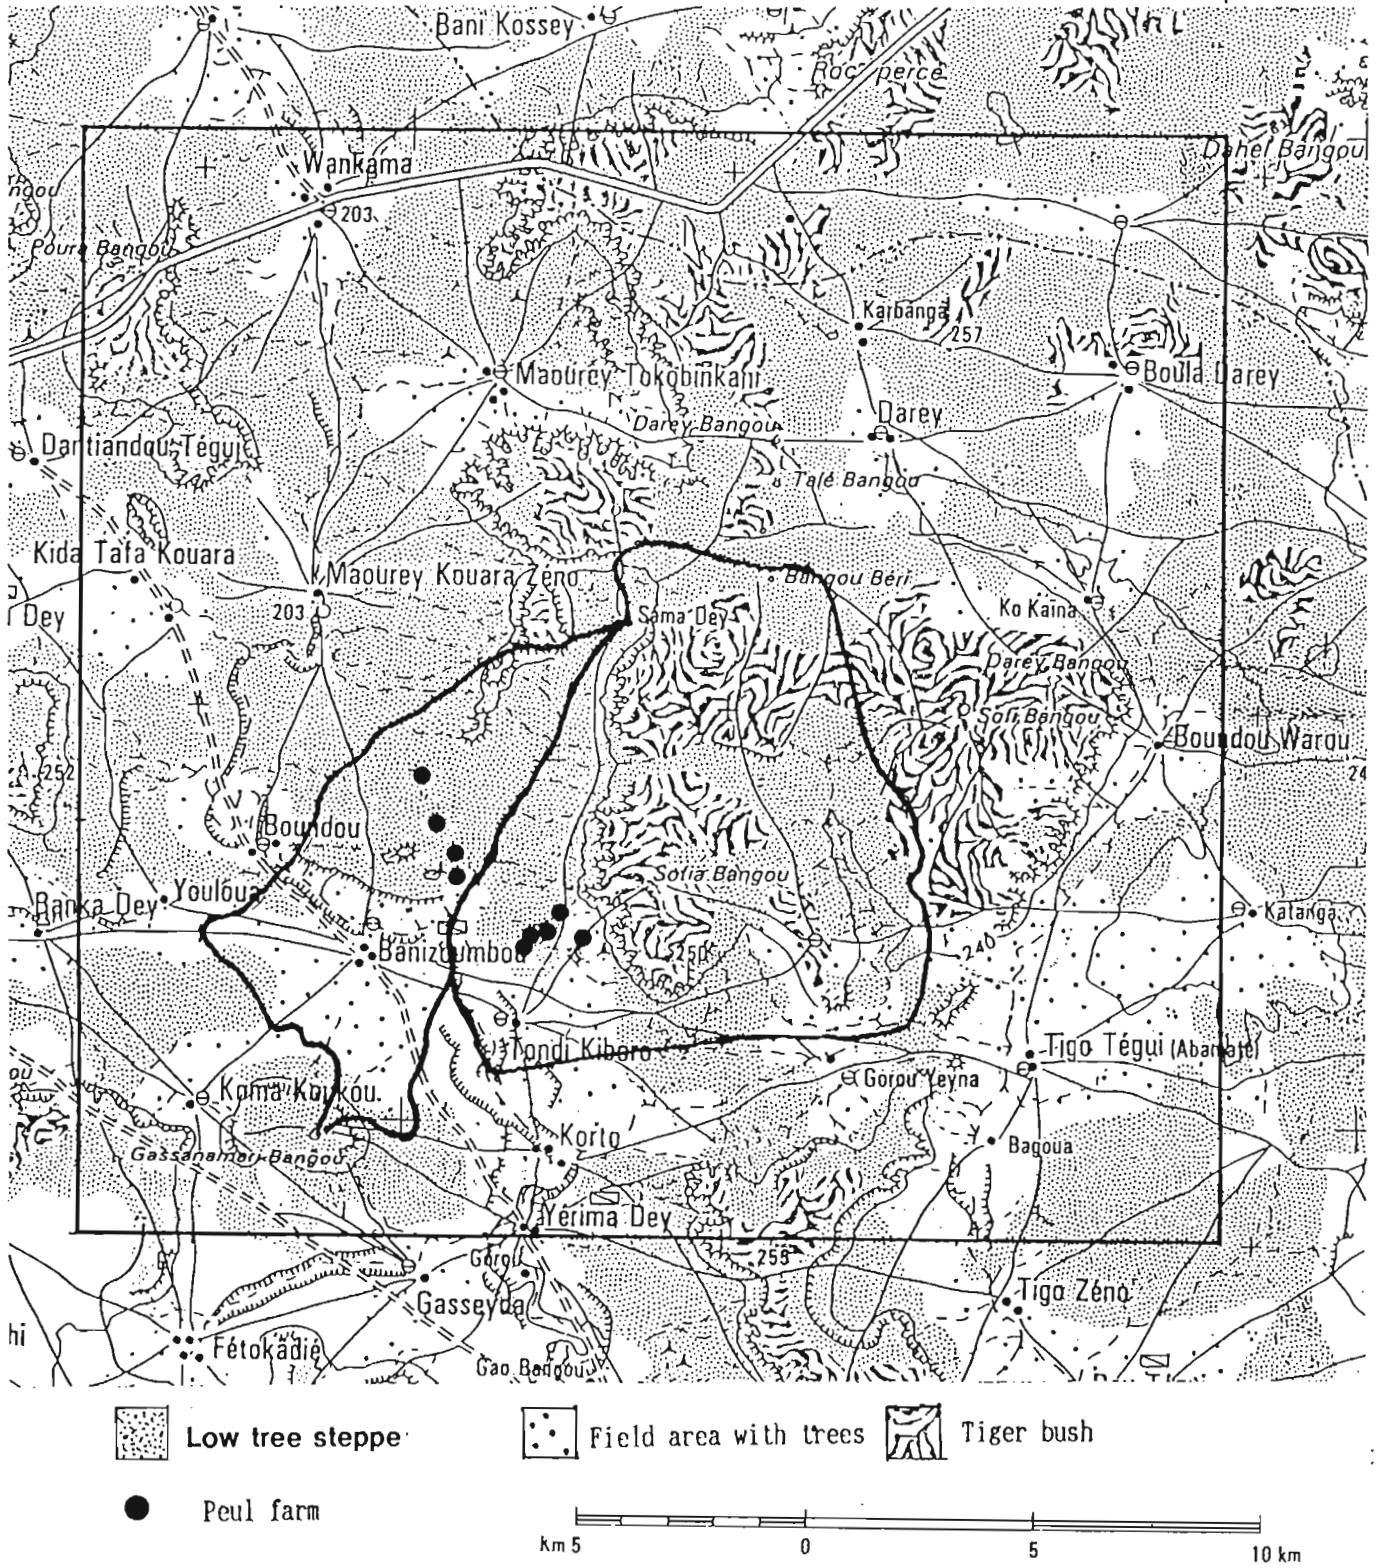 Bani Kossey
Roc percé
Wankama
Dahel Bangou
203
Poura Bangou
Karbanga
257
Maourey Tokobinkani
Boula Darey
Darey
Darey Bangou
Dantiandou Tégui
Talé Bangou
Kida Tafa Kouara
Maourey Kouara Zéno
Bangou Béri
203
Dey
Sama Dey
Ko Kaina
Darey Bangou
Sofi Bangou
Boundou Warou
252
24
Boundou
Sofia Bangou
Banka Dey
Youloua
Katanga
Banizoumbou
250
240
Tondi Kiboro
Tigo Tégui (Abamaté)
Gorou Yeyna
Koma Koukou
Korto
Bagoua
Gassanamari Bangou
Yérima Dey
Gorou
255
Gasseyda
Tigo Zéno
hi
Fétokadié
Gao Bangou
Low tree steppe
Field area with trees
Tiger bush
Peul farm
km 5 0 5 10 km